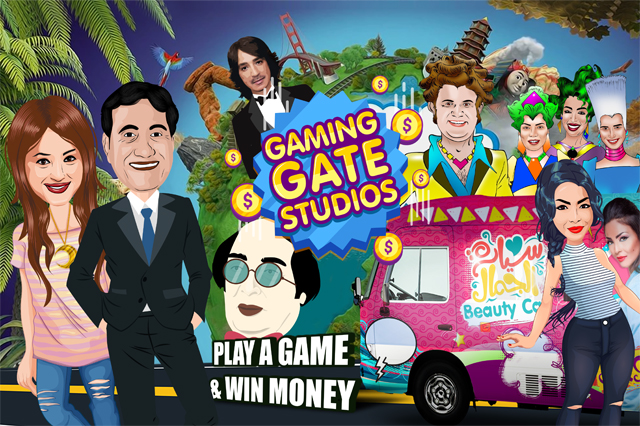 GAMING
GATE
STUDIOS
سيارة
الجمال
Beauty Ca
PLAY A GAME
& WIN MONEY
$
$
$
$
$